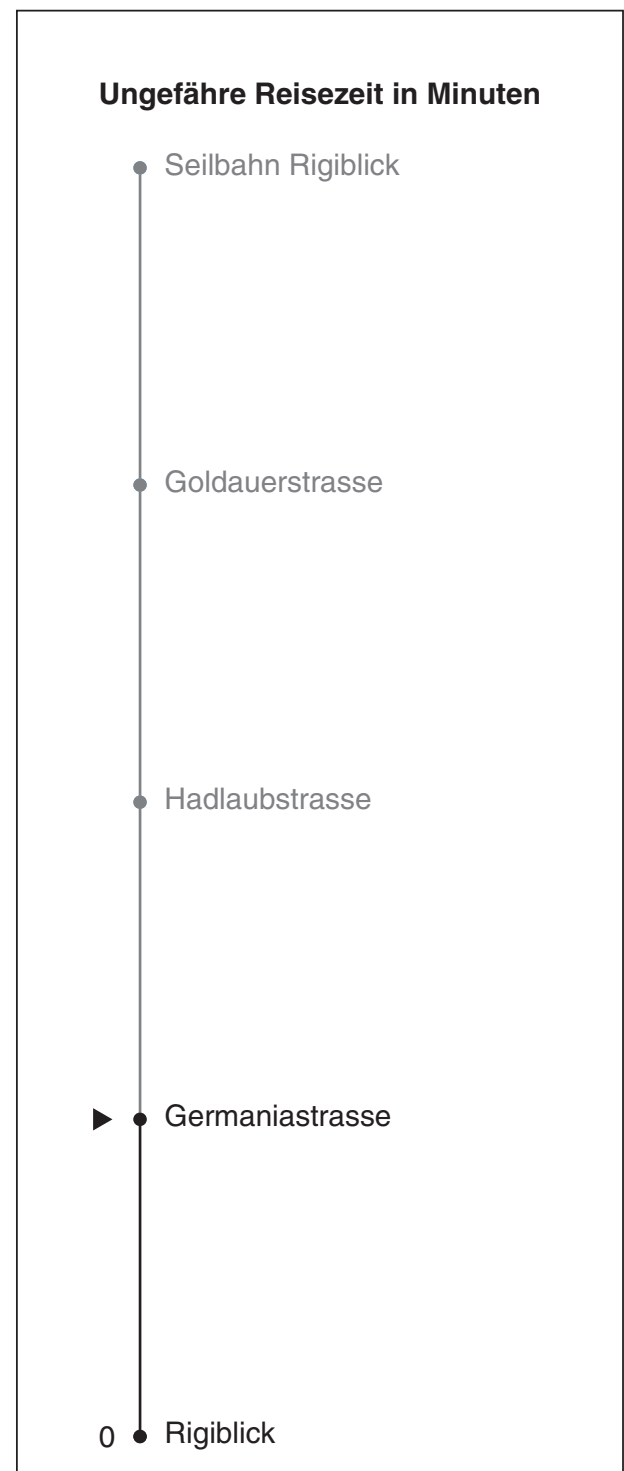 Ungefähre Reisezeit in Minuten
Seilbahn Rigiblick
Goldauerstrasse
Hadlaubstrasse
Germaniastrasse
0 Rigiblick